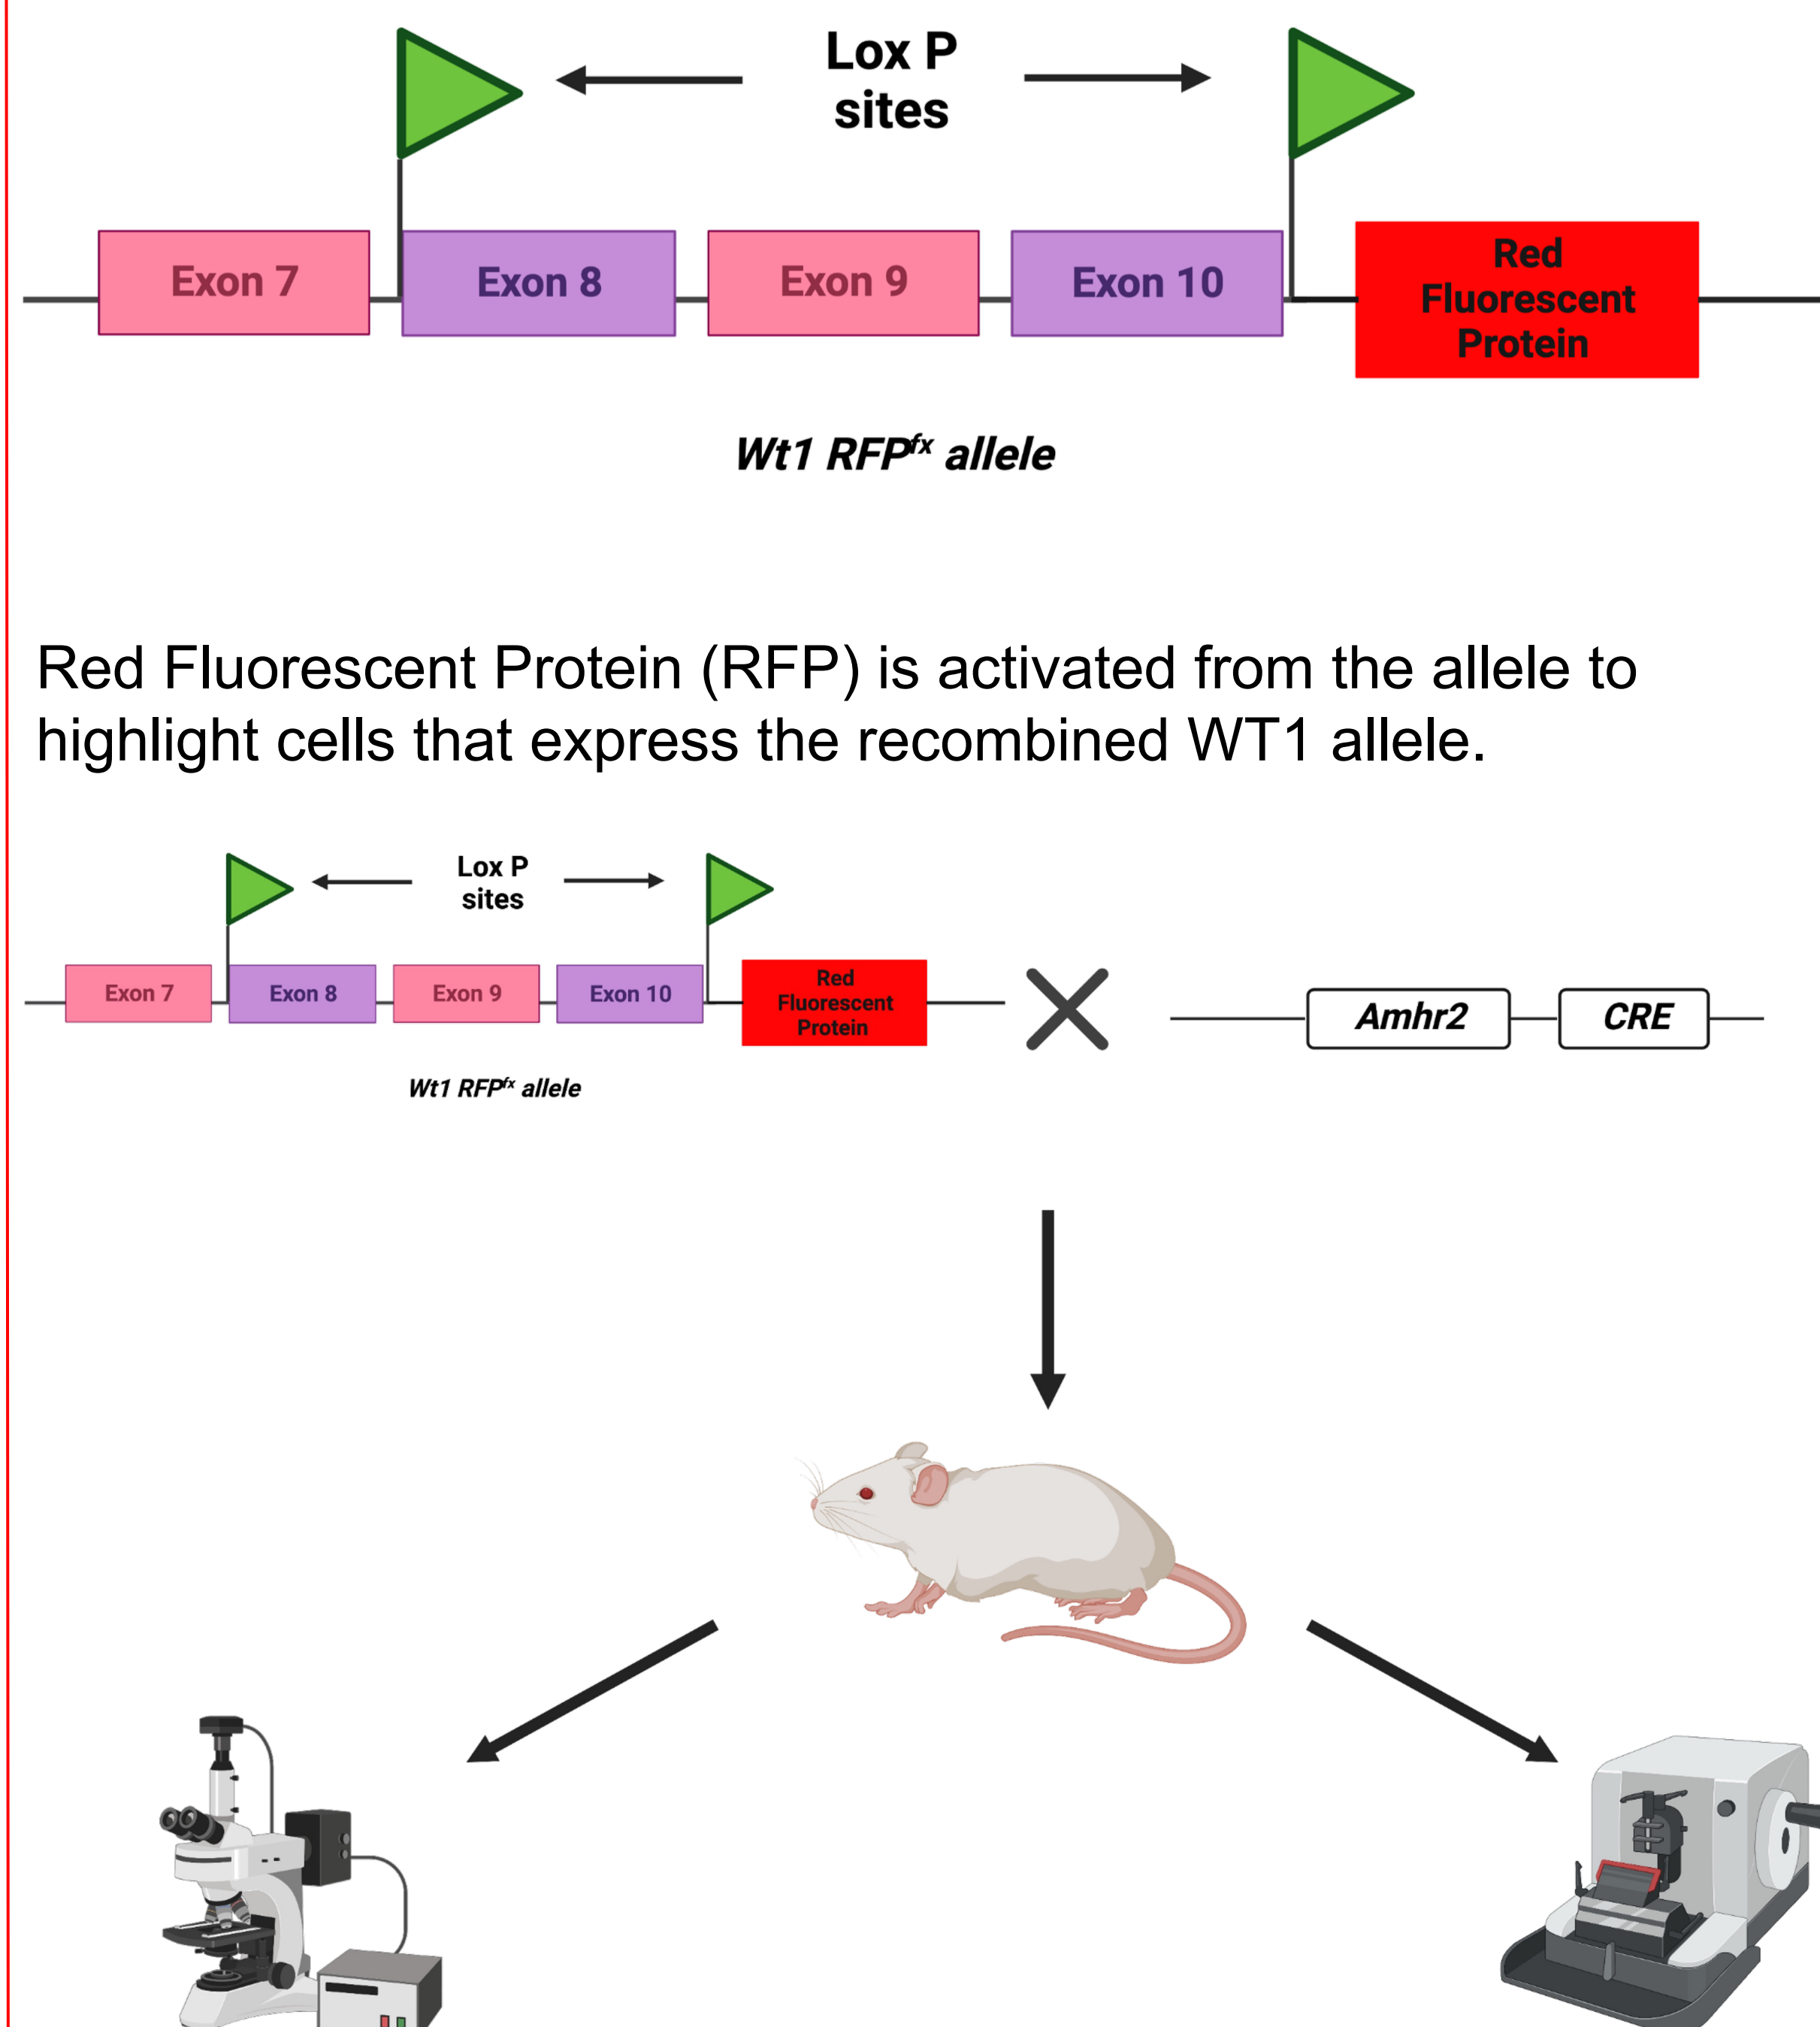 Lox P
sites
Exon 7
Exon 8
Exon 9
Exon 10
Red
Fluorescent
Protein
Wt1 RFPfx allele
Red Fluorescent Protein (RFP) is activated from the allele to
highlight cells that express the recombined WT1 allele.
Lox P
sites
Exon 7
Exon 8
Exon 9
Exon 10
Red
Fluorescent
Protein
Amhr2
CRE
Wt1 RFPfx allele